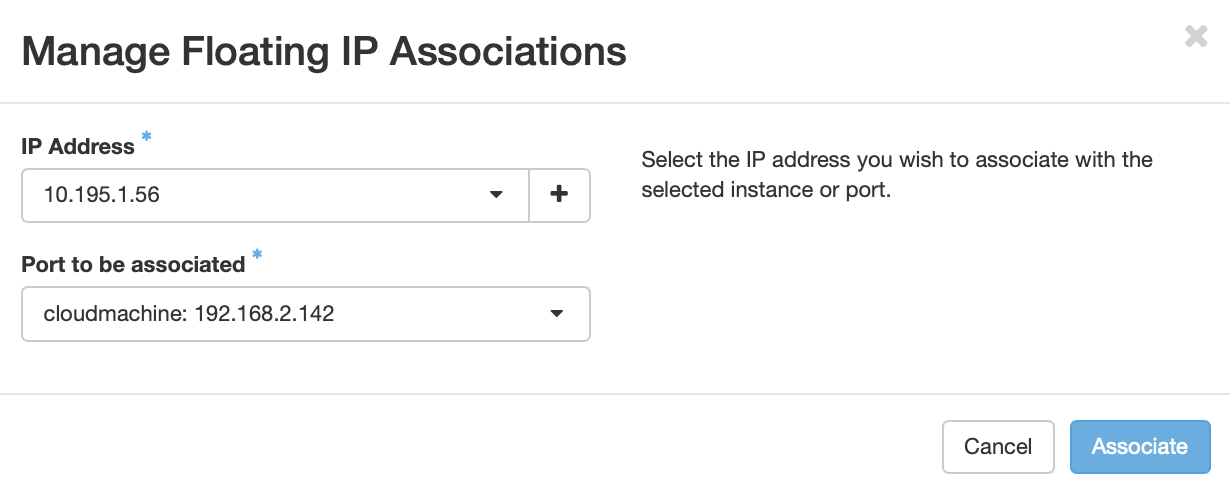 Manage Floating IP Associations
IP Address *
10.195.1.56
Port to be associated *
cloudmachine: 192.168.2.142
Select the IP address you wish to associate with the
selected instance or port.
Cancel
Associate